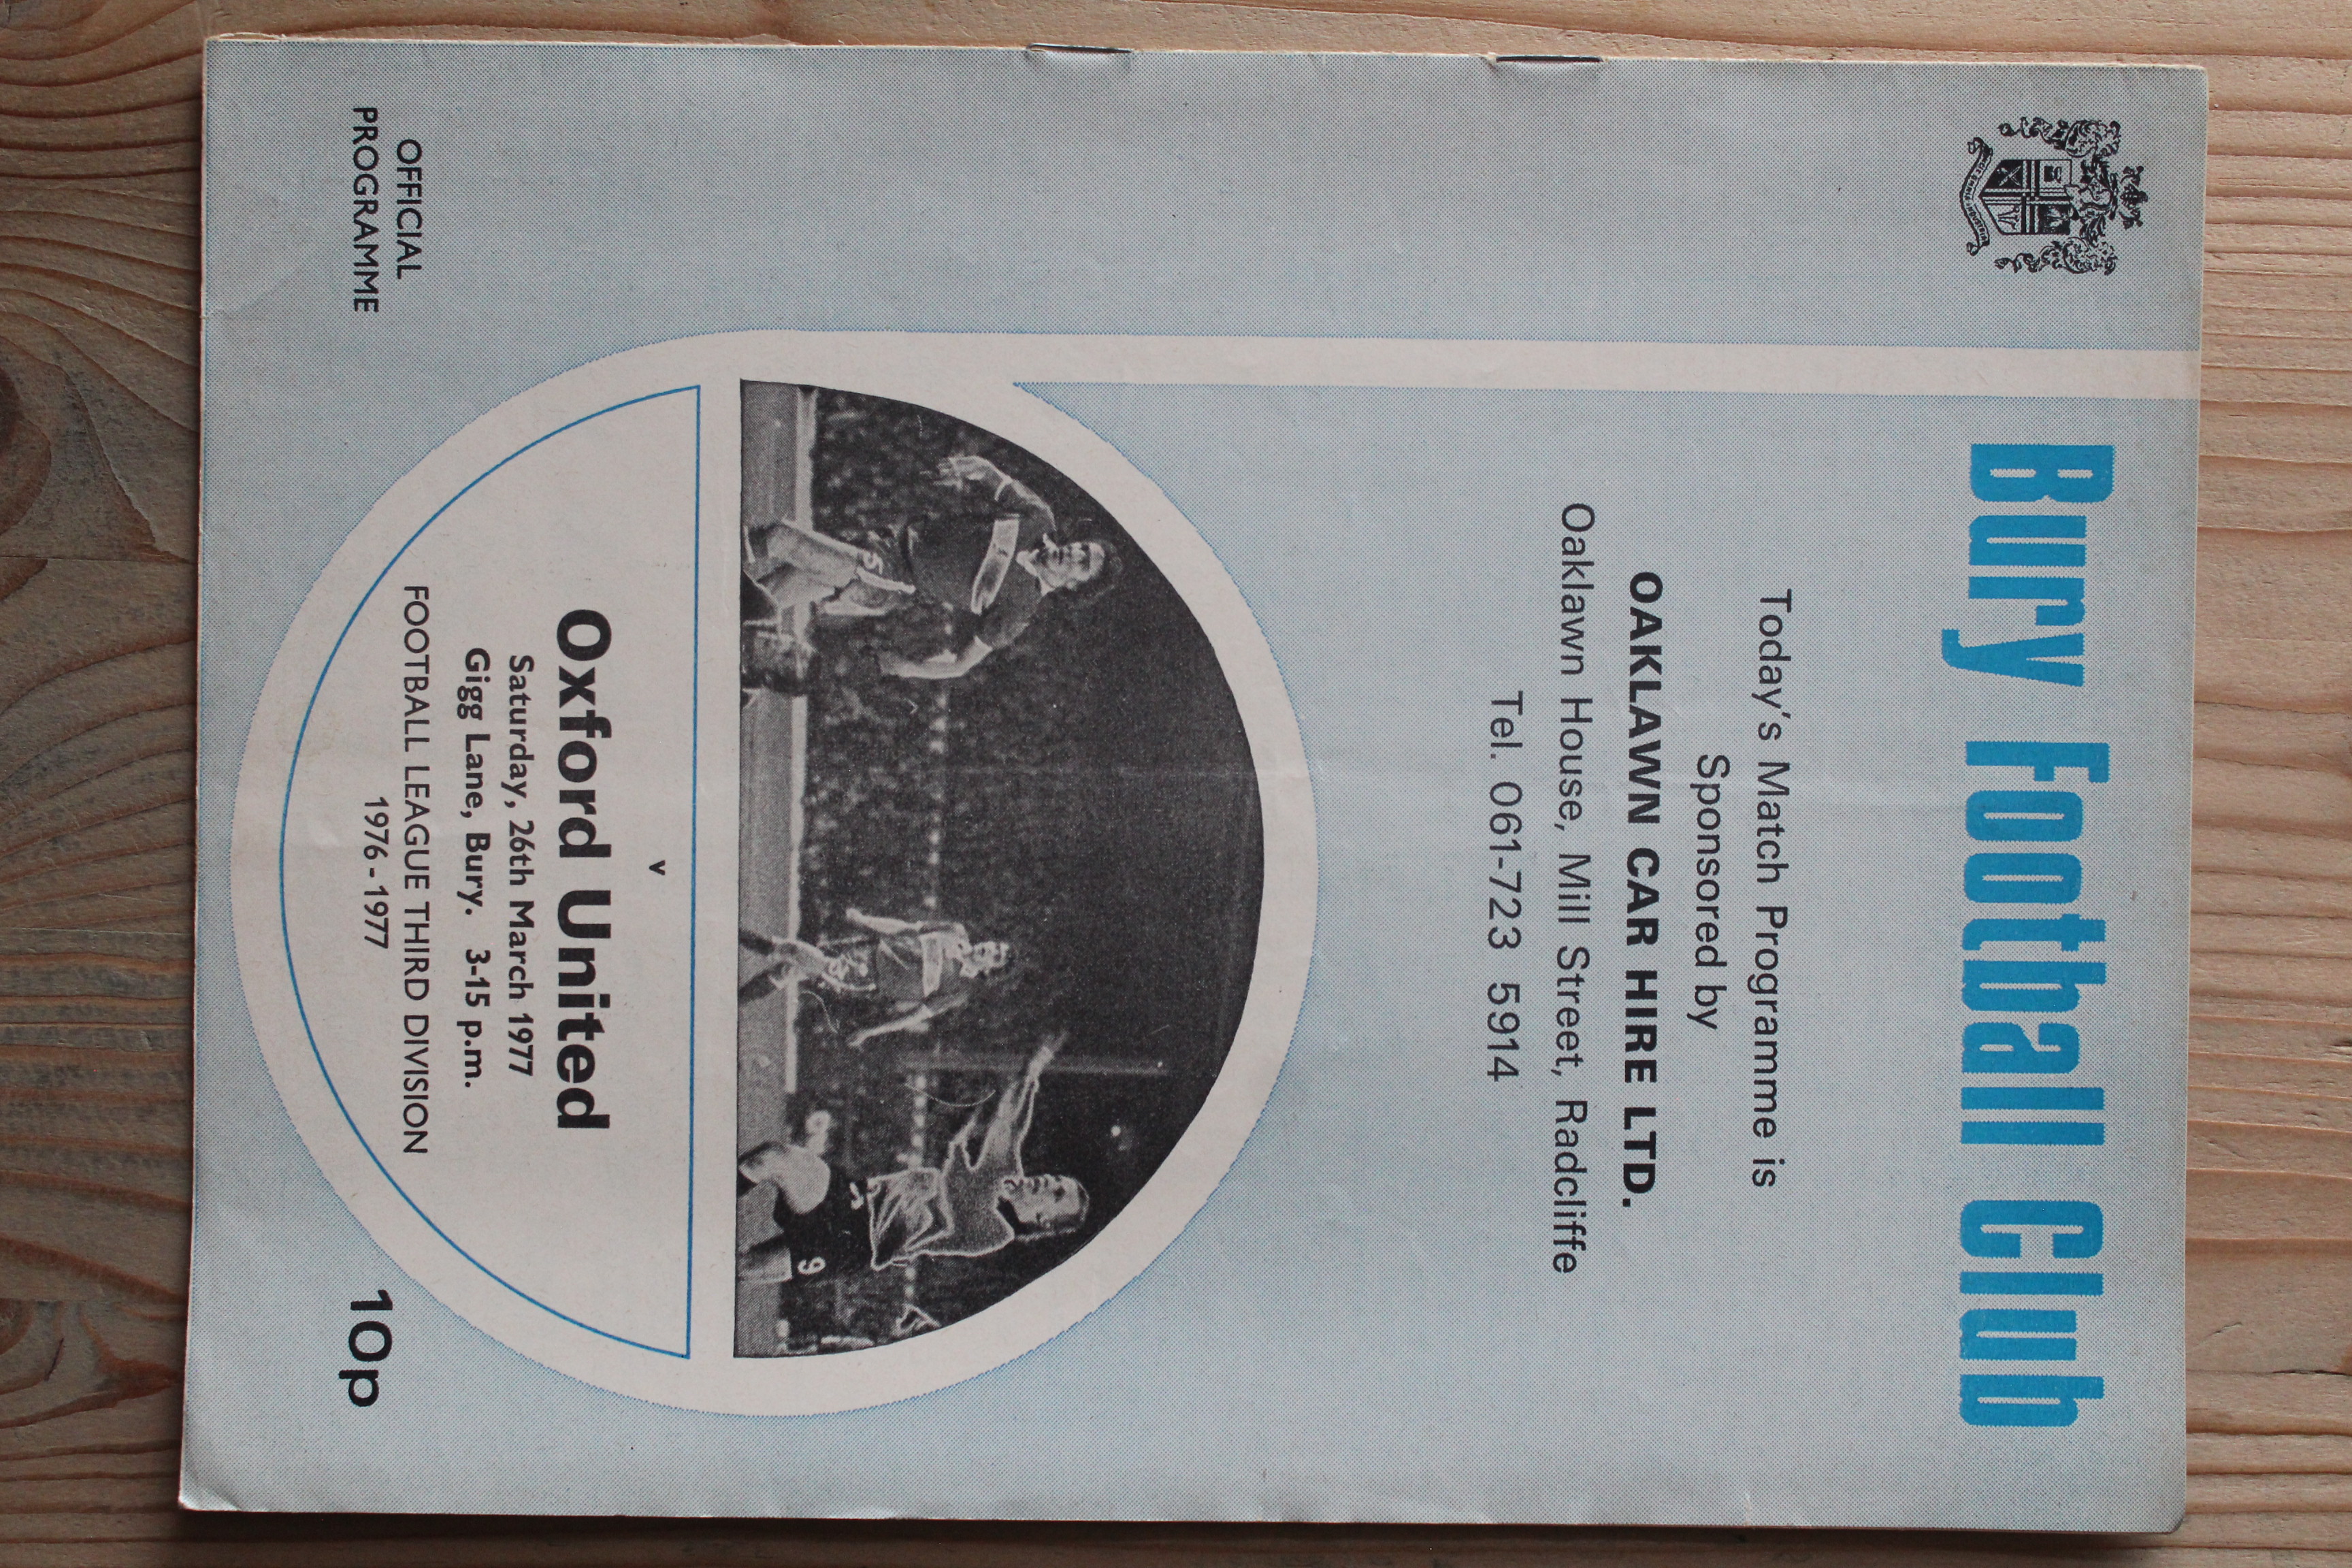 Bury Football Club
Today's Match Programme is
Sponsored by
OAKLAWN CAR HIRE LTD.
Oaklawn House, Mill Street, Radcliffe
Tel. 061-723 5914
9
v
Oxford United
Saturday, 26th March 1977
Gigg Lane, Bury. 3-15 p.m.
FOOTBALL LEAGUE THIRD DIVISION
1976-1977
OFFICIAL
PROGRAMME
10p